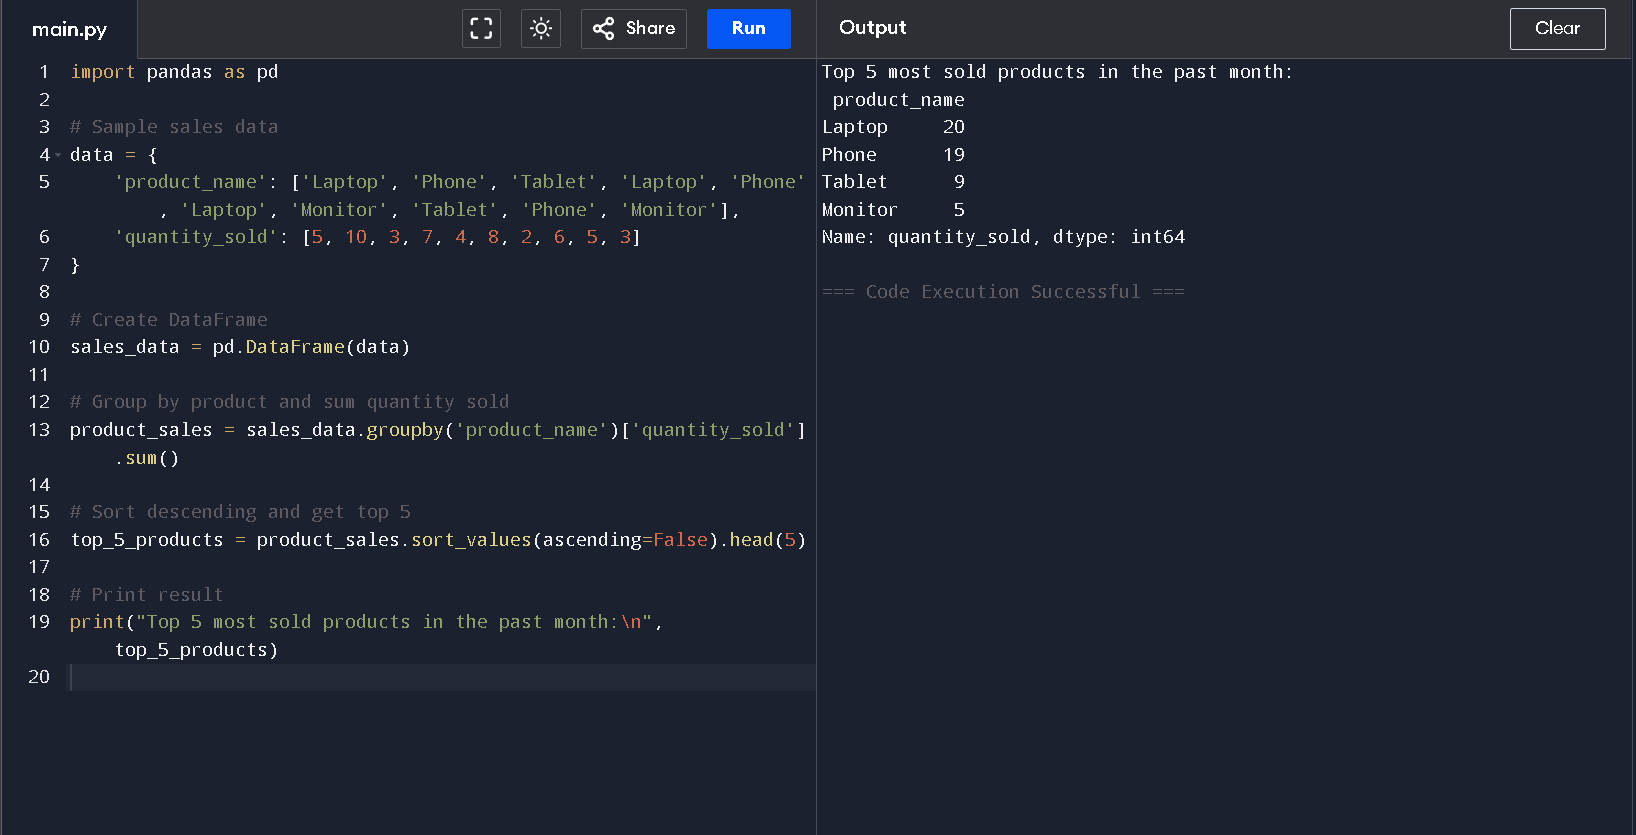 main.py
Share
Run
Output
Clear
1 import pandas as pd
2
3 # Sample sales data
4 data = {
5     'product_name': ['Laptop', 'Phone', 'Tablet', 'Laptop', 'Phone'
        , 'Laptop', 'Monitor', 'Tablet', 'Phone', 'Monitor'],
6     'quantity_sold': [5, 10, 3, 7, 4, 8, 2, 6, 5, 3]
7 }
8
9 # Create DataFrame
10 sales_data = pd.DataFrame(data)
11
12 # Group by product and sum quantity sold
13 product_sales = sales_data.groupby('product_name')['quantity_sold']
    .sum()
14
15 # Sort descending and get top 5
16 top_5_products = product_sales.sort_values(ascending=False).head(5)
17
18 # Print result
19 print("Top 5 most sold products in the past month:\n",
    top_5_products)
20
Top 5 most sold products in the past month:
 product_name
Laptop     20
Phone      19
Tablet      9
Monitor     5
Name: quantity_sold, dtype: int64
=== Code Execution Successful ===